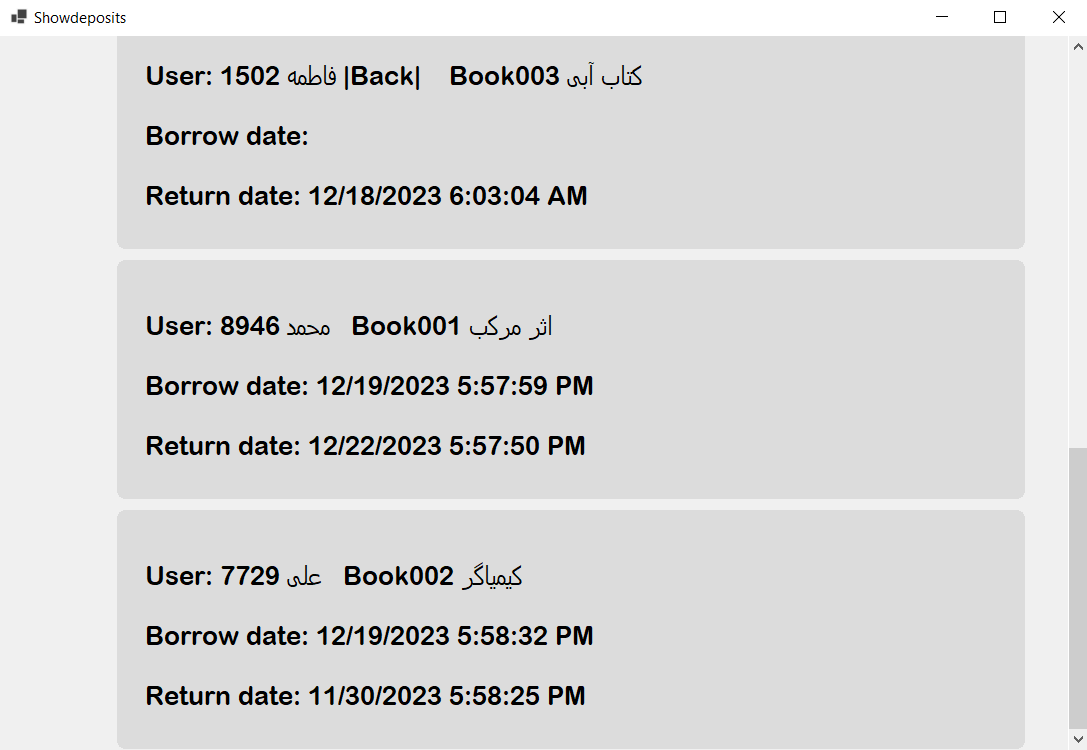 Showdeposits
User: 1502 فاطمه |Back| Book003 کتاب آبی
Borrow date:
Return date: 12/18/2023 6:03:04 AM
User: 8946 محمد Book001 اثر مرکب
Borrow date: 12/19/2023 5:57:59 PM
Return date: 12/22/2023 5:57:50 PM
User: 7729 علی Book002 کیمیاگر
Borrow date: 12/19/2023 5:58:32 PM
Return date: 11/30/2023 5:58:25 PM